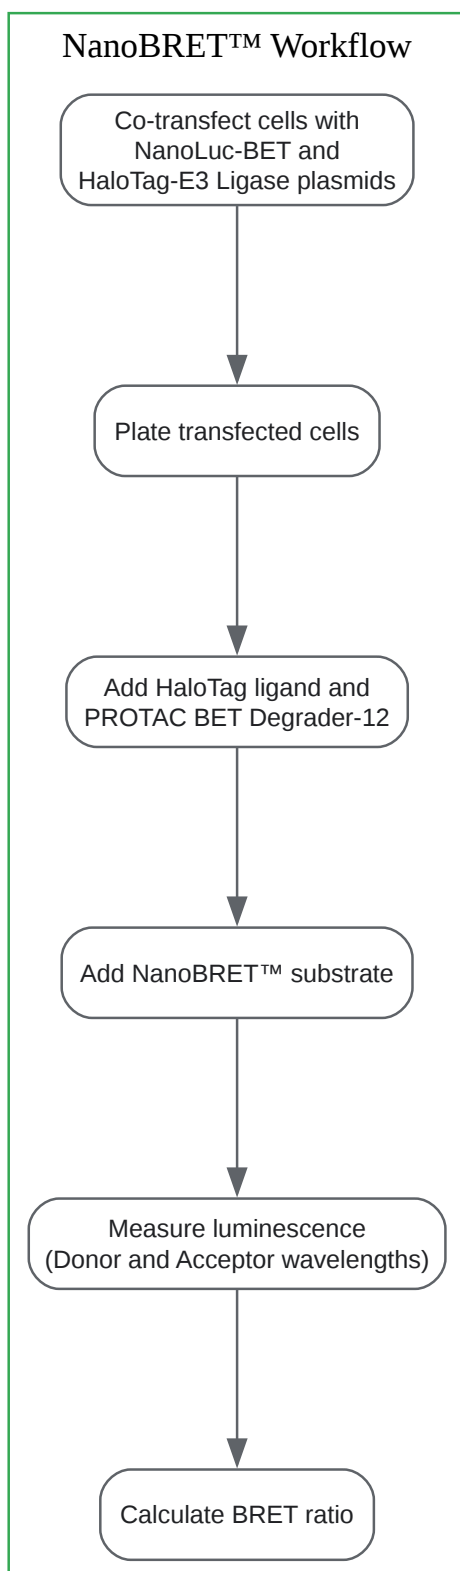 NanoBRET™ Workflow
Co-transfect cells with
NanoLuc-BET and
HaloTag-E3 Ligase plasmids
Plate transfected cells
Add HaloTag ligand and
PROTAC BET Degrader-12
Add NanoBRET™ substrate
Measure luminescence
(Donor and Acceptor wavelengths)
Calculate BRET ratio